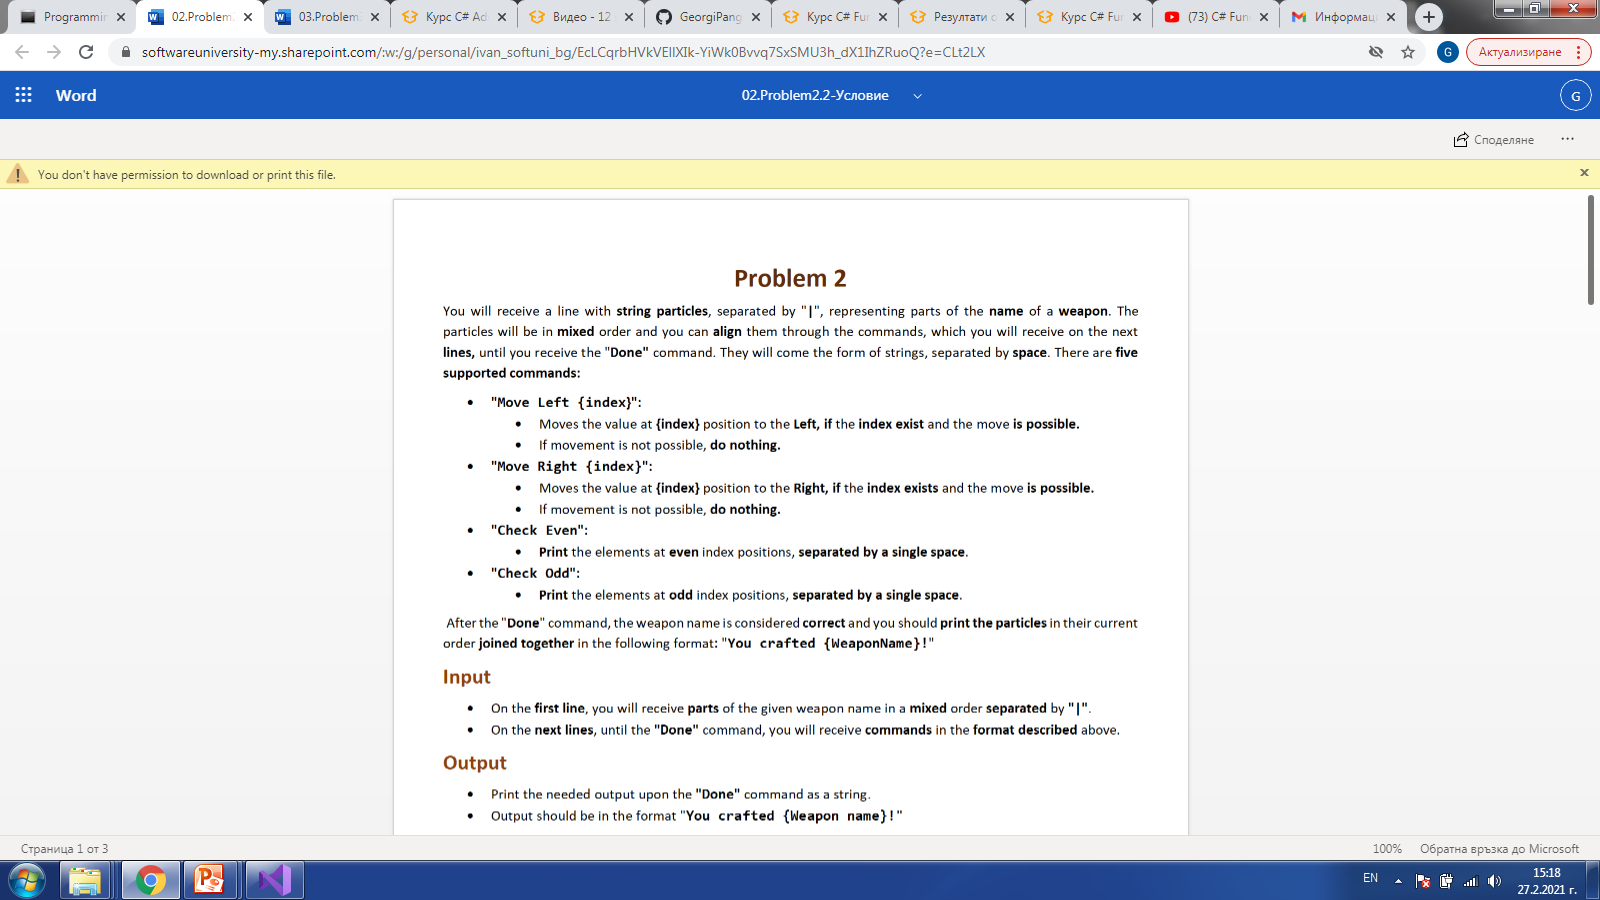 Programmin
02.Problem
03.Problem
Курс C# Ad
Видео - 12
GeorgiPang
Курс C# Fur
Резултати о
Курс C# Fur
(73) C# Fun
Информац
softwareuniversity-my.sharepoint.com/:w:/g/personal/ivan_softuni_bg/EcLCqrbHVkVEllXIk-YiWk0Bvvq7SxSMU3h_dX1IhZRuoQ?e=CLt2LX
G
Актуализиране
Word
02.Problem2.2-Условие
G
Споделяне
You don't have permission to download or print this file.
Problem 2
You will receive a line with string particles, separated by "|", representing parts of the name of a weapon. The
particles will be in mixed order and you can align them through the commands, which you will receive on the next
lines, until you receive the "Done" command. They will come the form of strings, separated by space. There are five
supported commands:
• "Move Left {index}":
• Moves the value at {index} position to the Left, if the index exist and the move is possible.
• If movement is not possible, do nothing.
• "Move Right {index}":
• Moves the value at {index} position to the Right, if the index exists and the move is possible.
• If movement is not possible, do nothing.
• "Check Even":
• Print the elements at even index positions, separated by a single space.
• "Check Odd":
• Print the elements at odd index positions, separated by a single space.
After the "Done" command, the weapon name is considered correct and you should print the particles in their current
order joined together in the following format: "You crafted {WeaponName}!"
Input
• On the first line, you will receive parts of the given weapon name in a mixed order separated by "|".
• On the next lines, until the "Done" command, you will receive commands in the format described above.
Output
• Print the needed output upon the "Done" command as a string.
• Output should be in the format "You crafted {Weapon name}!"
Страница 1 от 3
100%
Обратна връзка до Microsoft
EN
15:18
27.2.2021 г.